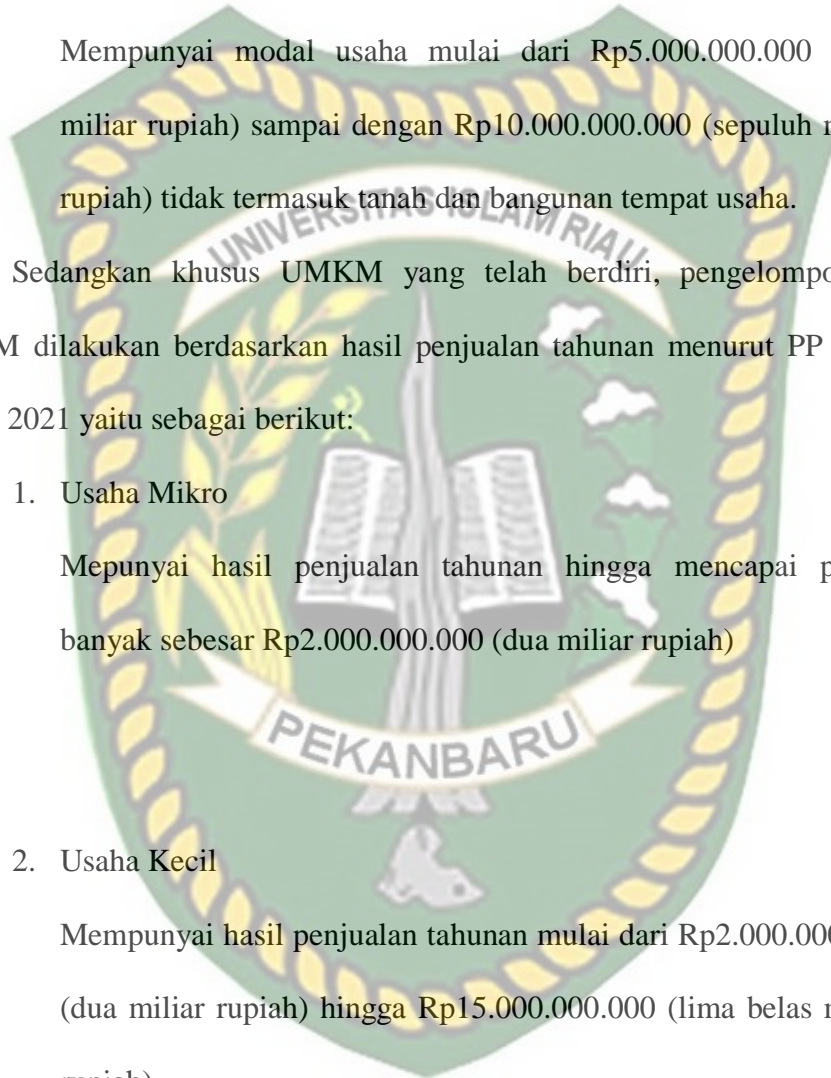 Mempunyai modal usaha mulai dari Rp5.000.000.000
miliar rupiah) sampai dengan Rp10.000.000.000 (sepuluh
rupiah) tidak termasuk tanah dan bangunan tempat usaha.
UNIVERSITAS ISLAM RIAU
Sedangkan khusus UMKM yang telah berdiri,
dilakukan berdasarkan hasil penjualan tahunan menurut PP
2021 yaitu sebagai berikut:
1. Usaha Mikro
Mepunyai hasil penjualan tahunan hingga mencapai
banyak sebesar Rp2.000.000.000 (dua miliar rupiah)
PEKANBARU
2. Usaha Kecil
Mempunyai hasil penjualan tahunan mulai dari
(dua miliar rupiah) hingga Rp15.000.000.000 (lima belas